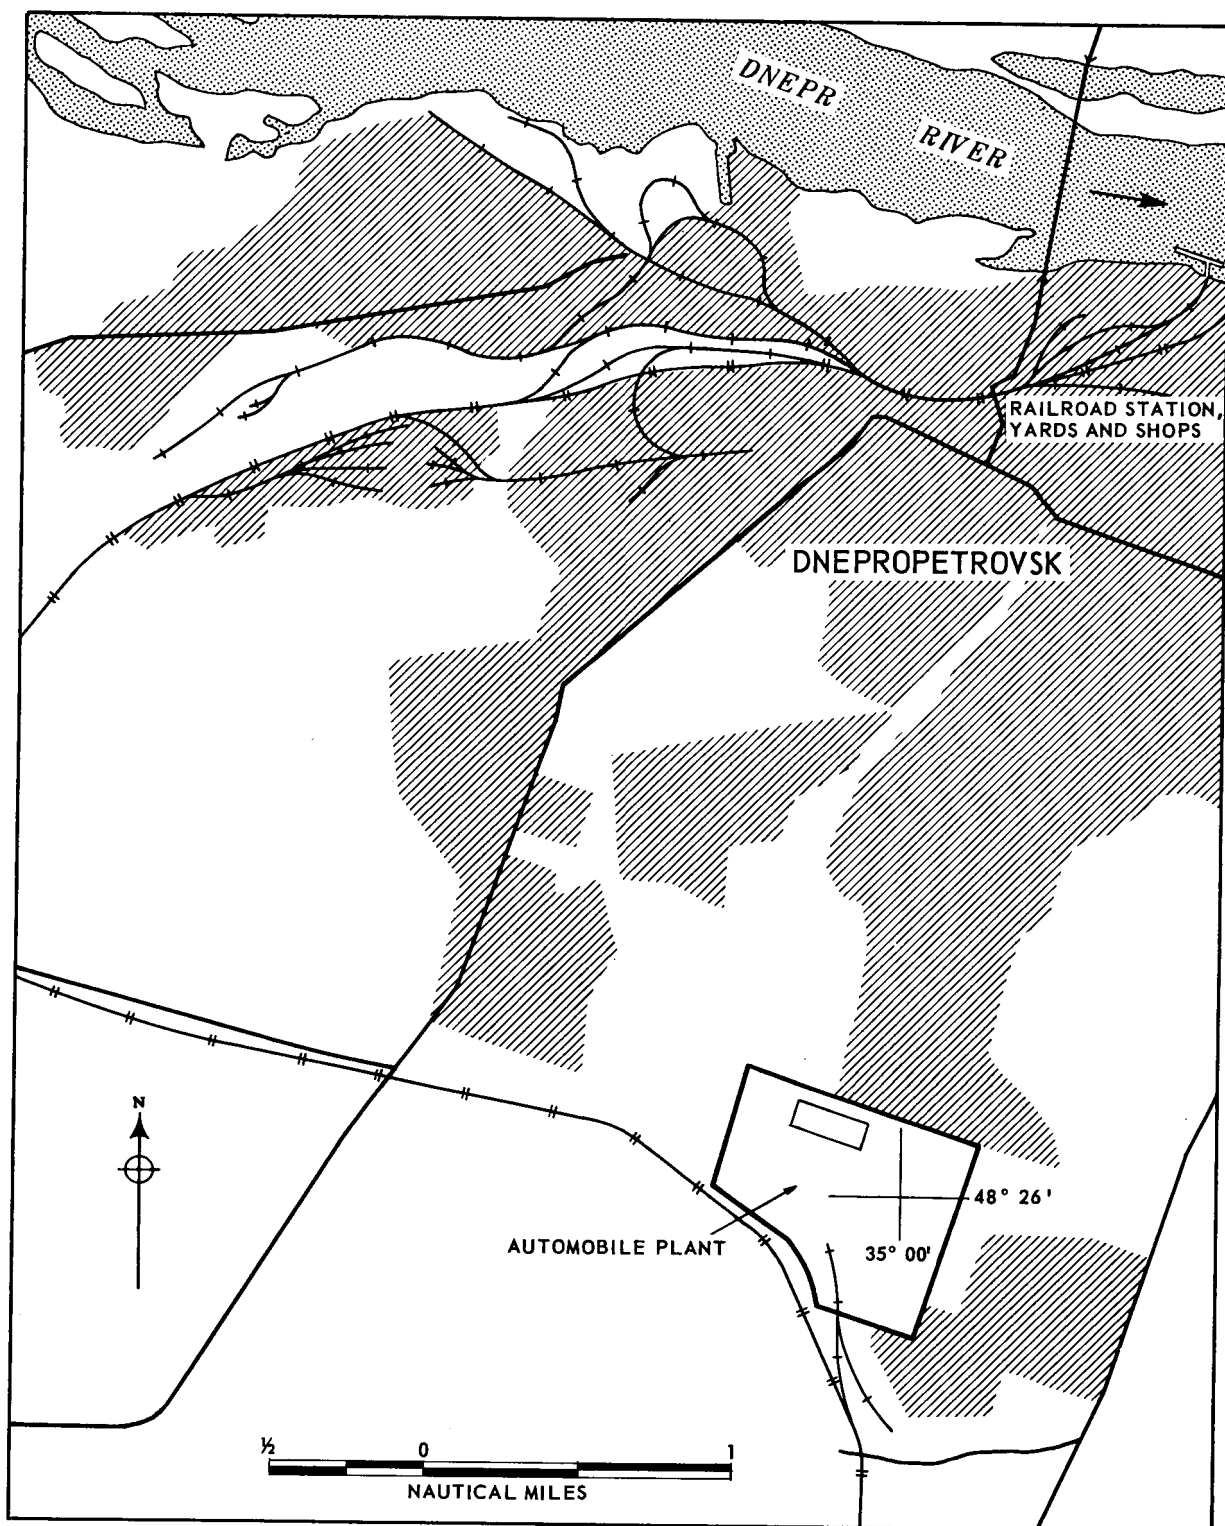 DNEPR
RIVER
RAILROAD STATION,
YARDS AND SHOPS
DNEPROPETROVSK
N
48° 26'
AUTOMOBILE PLANT
35° 00'
½ 0 1
NAUTICAL MILES